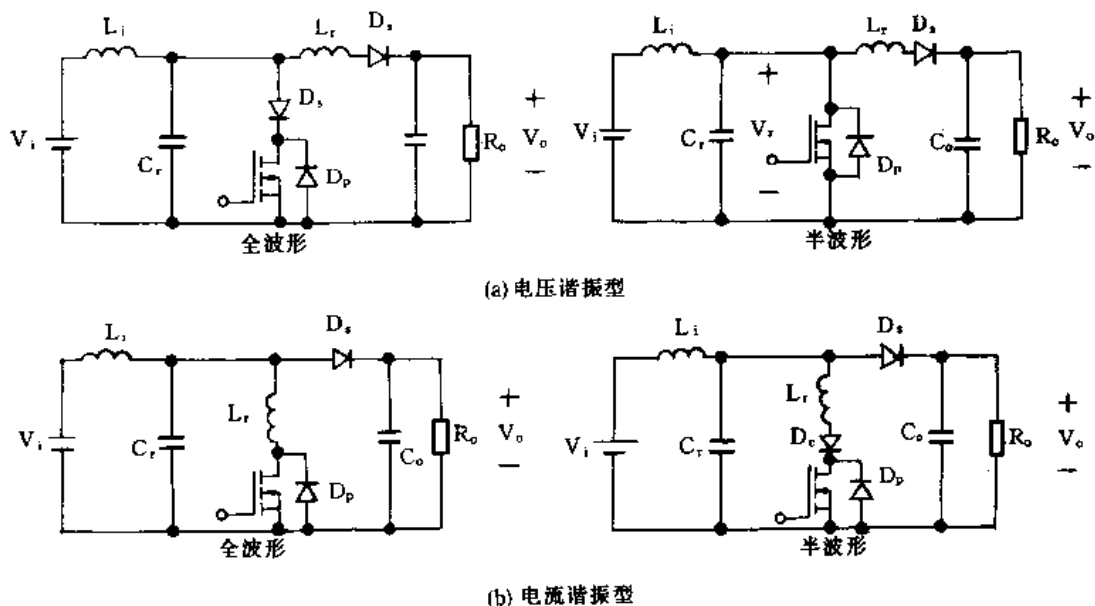 L_i
L_r
D_s
D_s
V_i
C_r
D_p
R_o
+
V_o
−
全波形
L_i
L_r
D_s
+
V_r
−
V_i
C_r
D_p
C_o
R_o
+
V_o
−
半波形
(a) 电压谐振型
L_i
D_s
L_r
V_i
C_r
D_p
C_o
R_o
+
V_o
−
全波形
L_i
D_s
L_r
D_c
V_i
C_r
D_p
C_o
R_o
+
V_o
−
半波形
(b) 电流谐振型